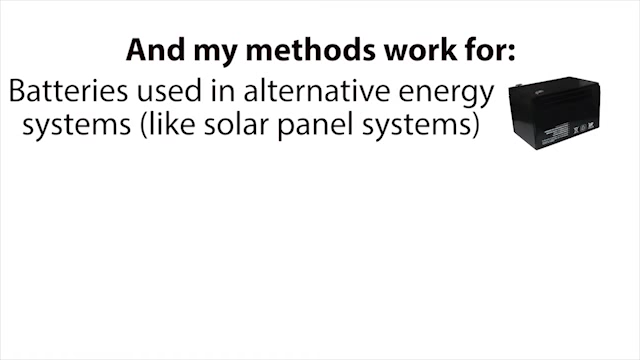 And my methods work for:
Batteries used in alternative energy
systems (like solar panel systems)